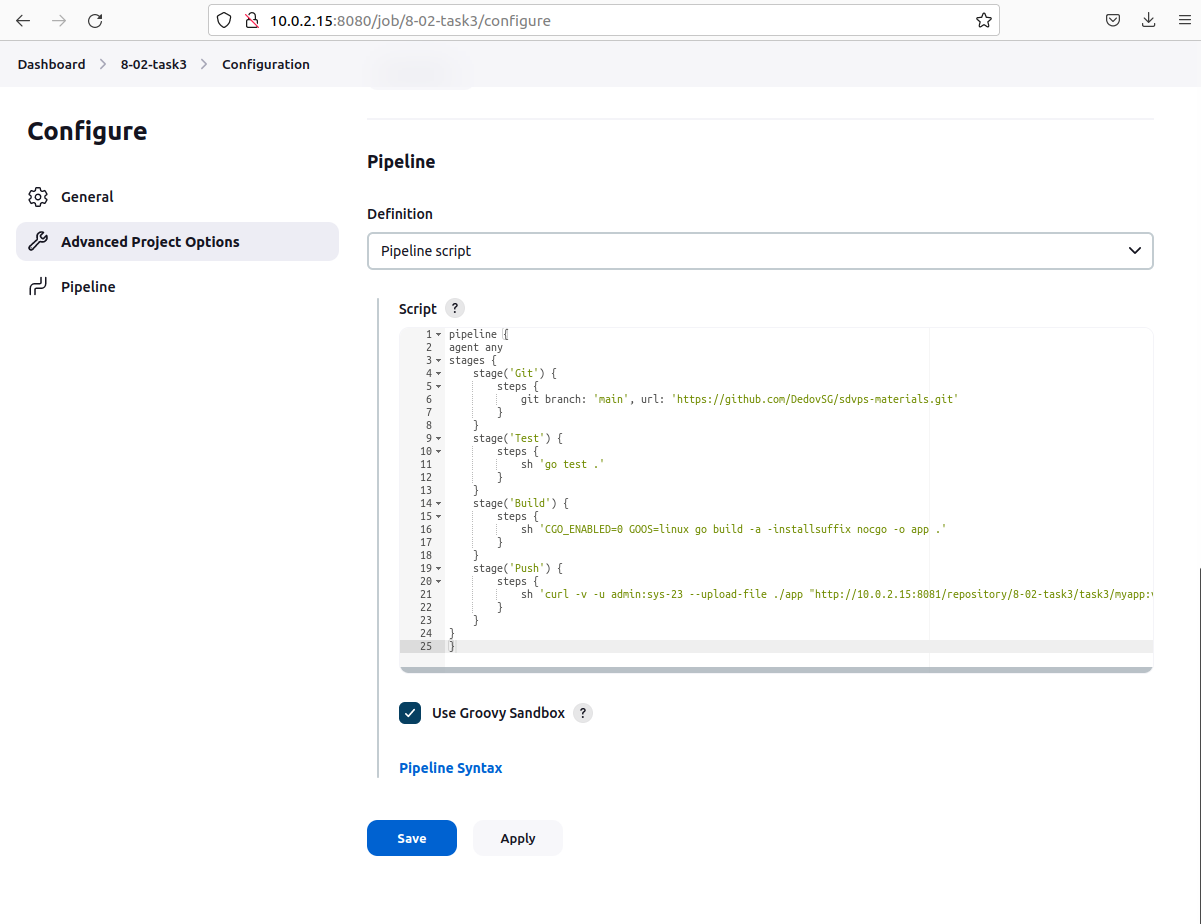 10.0.2.15:8080/job/8-02-task3/configure
Dashboard > 8-02-task3 > Configuration
Configure
General
Advanced Project Options
Pipeline
Pipeline
Definition
Pipeline script
Script ?
1 pipeline {
2 agent any
3 stages {
4     stage('Git') {
5         steps {
6             git branch: 'main', url: 'https://github.com/DedovSG/sdvps-materials.git'
7         }
8     }
9     stage('Test') {
10         steps {
11             sh 'go test .'
12         }
13     }
14     stage('Build') {
15         steps {
16             sh 'CGO_ENABLED=0 GOOS=linux go build -a -installsuffix nocgo -o app .'
17         }
18     }
19     stage('Push') {
20         steps {
21             sh 'curl -v -u admin:sys-23 --upload-file ./app "http://10.0.2.15:8081/repository/8-02-task3/task3/myapp:v
22         }
23     }
24 }
25 }
Use Groovy Sandbox ?
Pipeline Syntax
Save
Apply